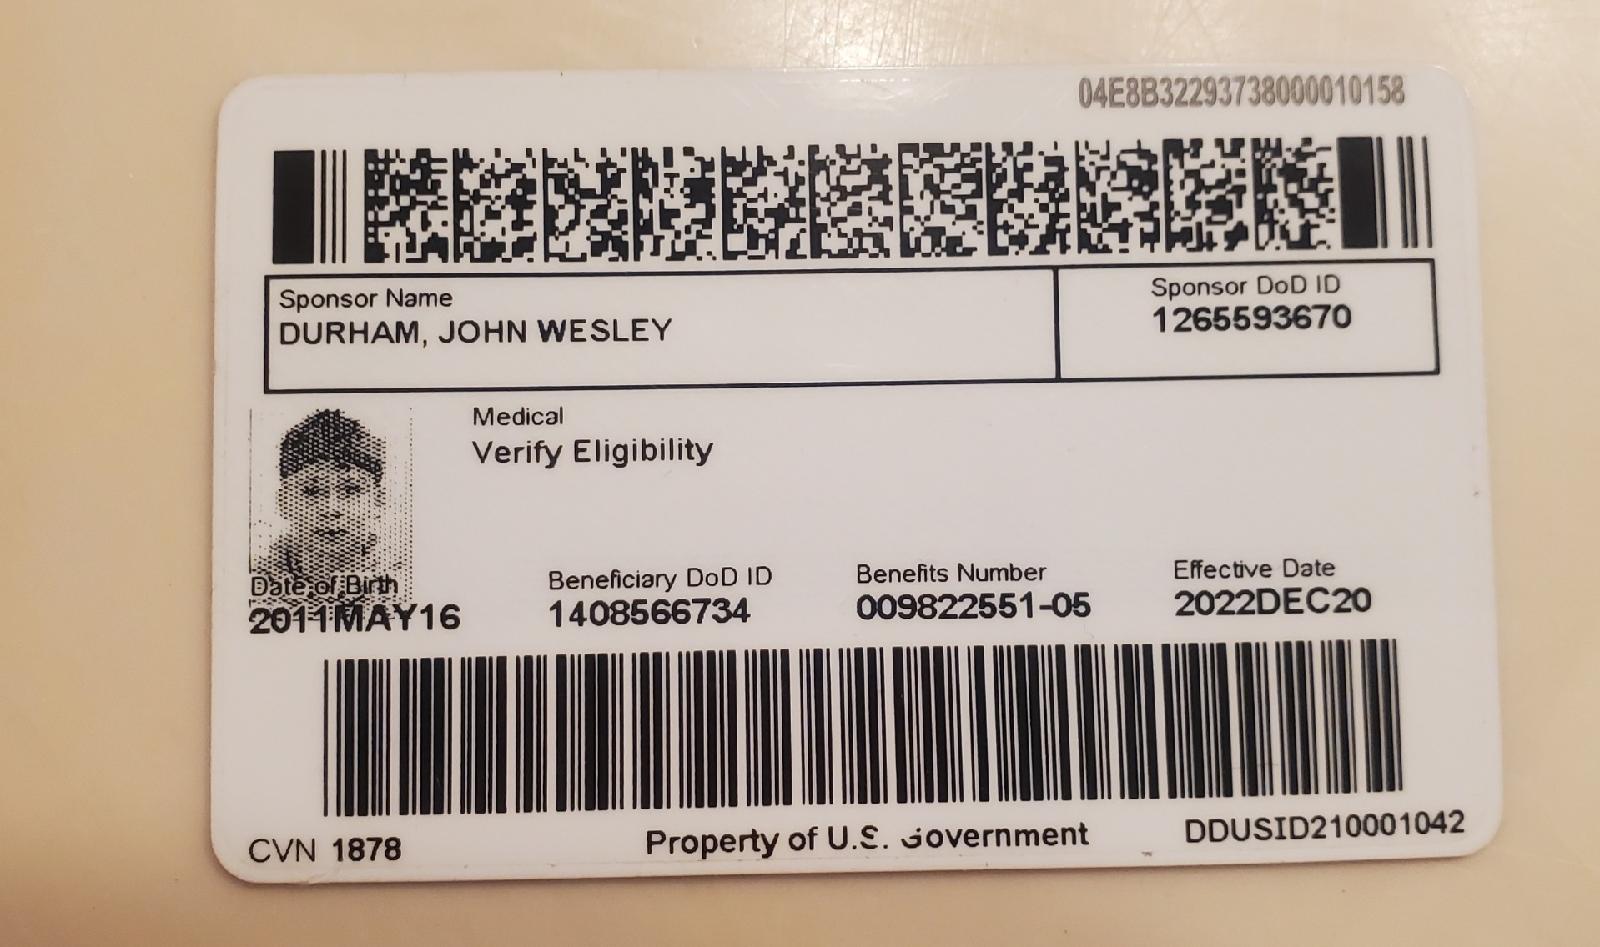 04E8B32293738000010158
Sponsor Name
DURHAM, JOHN WESLEY
Sponsor DoD ID
1265593670
Medical
Verify Eligibility
Date of Birth
2011MAY16
Beneficiary DoD ID
1408566734
Benefits Number
009822551-05
Effective Date
2022DEC20
CVN 1878
Property of U.S. Government
DDUSID210001042